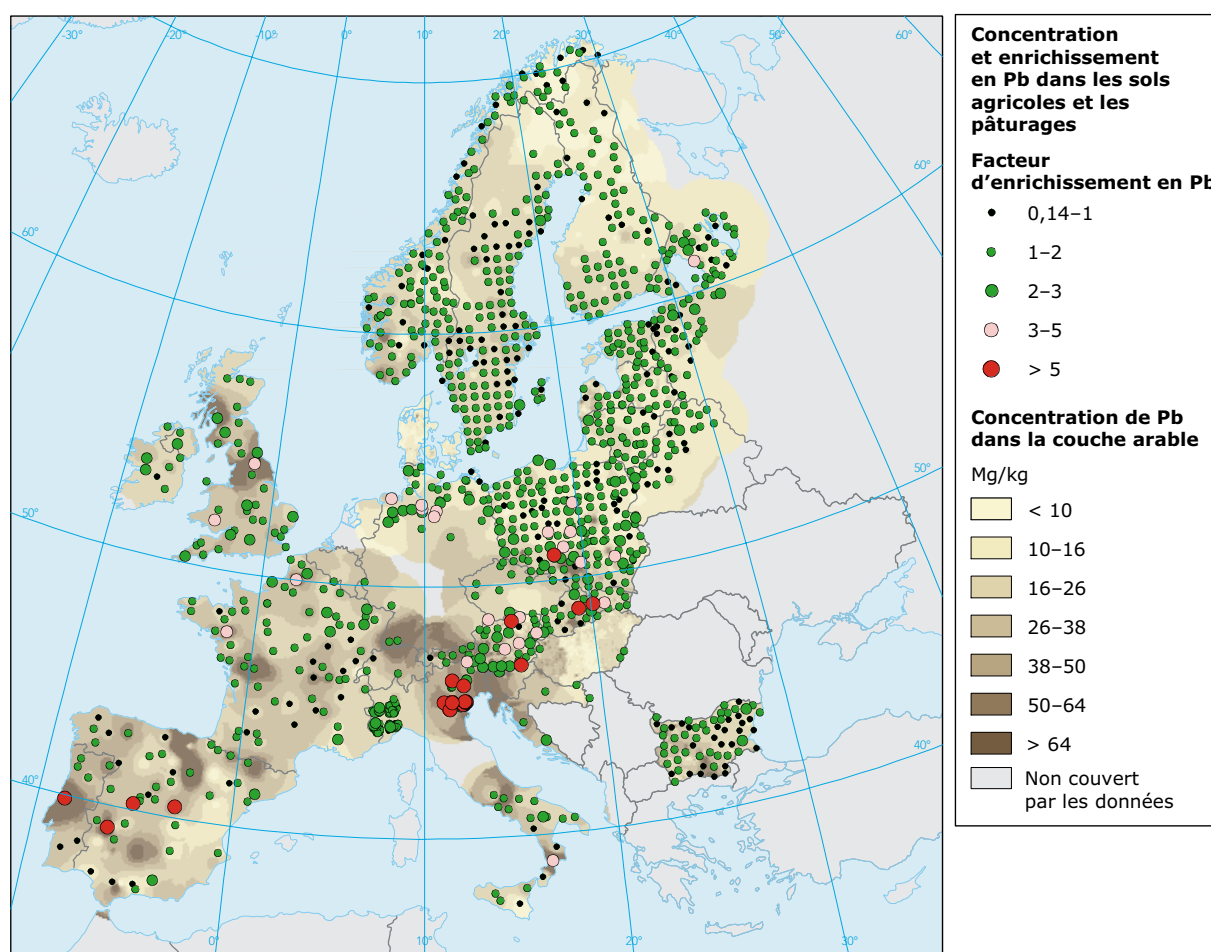 -30°
-20°
-10°
0°
10°
20°
30°
40°
60°
60°
60°
50°
50°
40°
40°
0°
10°
20°
30°
Concentration
et enrichissement
en Pb dans les sols
agricoles et les
pâturages
Facteur
d’enrichissement en Pb
0,14–1
1–2
2–3
3–5
> 5
Concentration de Pb
dans la couche arable
Mg/kg
< 10
10–16
16–26
26–38
38–50
50–64
> 64
Non couvert
par les données